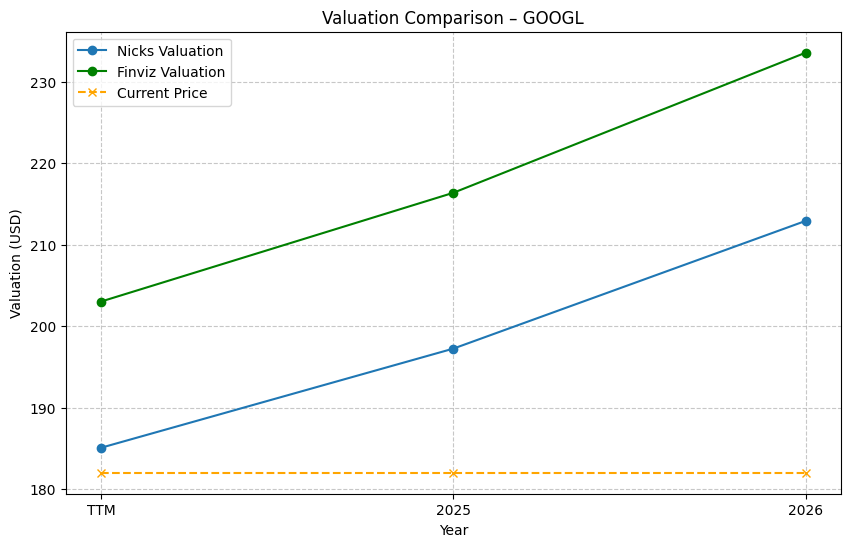 Valuation Comparison – GOOGL
Nicks Valuation
Finviz Valuation
Current Price
Valuation (USD)
230
220
210
200
190
180
TTM
2025
2026
Year